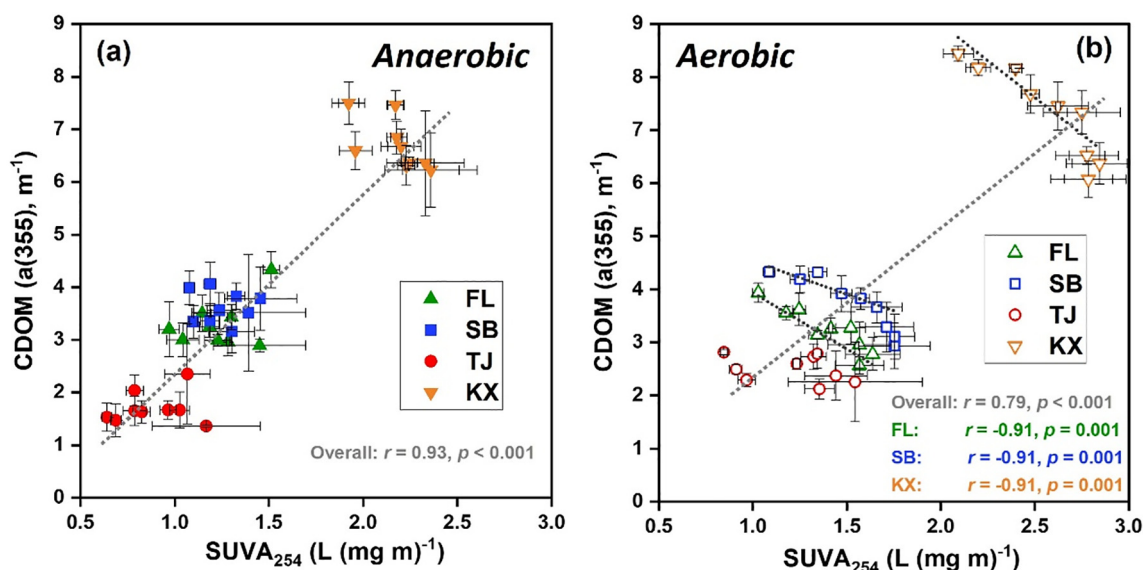 (a)
Anaerobic
CDOM (a(355), m⁻¹)
9
8
7
6
5
4
3
2
1
0
FL
SB
TJ
KX
Overall: r = 0.93, p < 0.001
0.5 1.0 1.5 2.0 2.5 3.0
SUVA₂₅₄ (L (mg m)⁻¹)
Aerobic
(b)
CDOM (a(355), m⁻¹)
9
8
7
6
5
4
3
2
1
0
FL
SB
TJ
KX
Overall: r = 0.79, p < 0.001
FL: r = -0.91, p = 0.001
SB: r = -0.91, p = 0.001
KX: r = -0.91, p = 0.001
0.5 1.0 1.5 2.0 2.5 3.0
SUVA₂₅₄ (L (mg m)⁻¹)